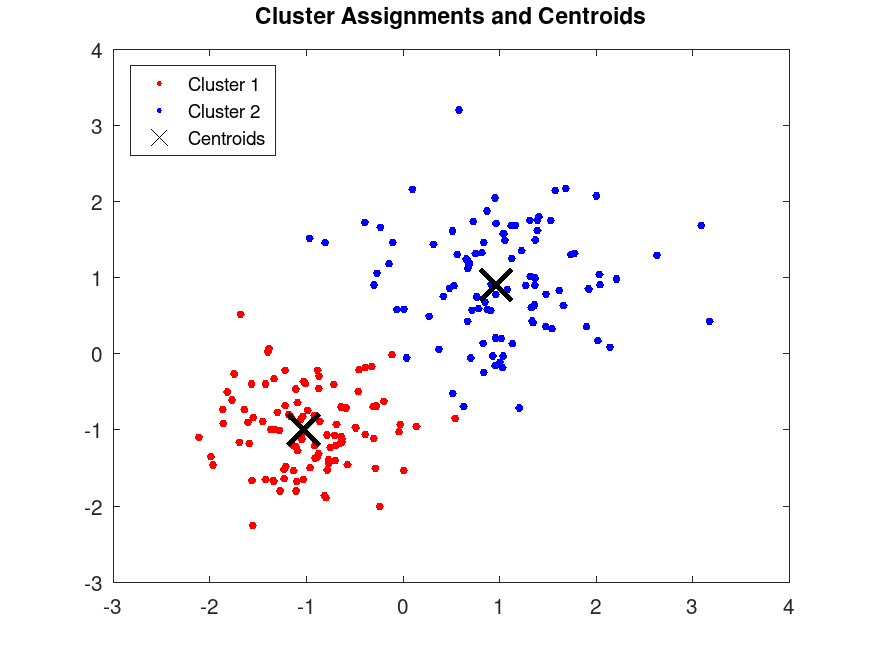 Cluster Assignments and Centroids
4
3
2
1
0
-1
-2
-3
Cluster 1
Cluster 2
Centroids
-3 -2 -1 0 1 2 3 4